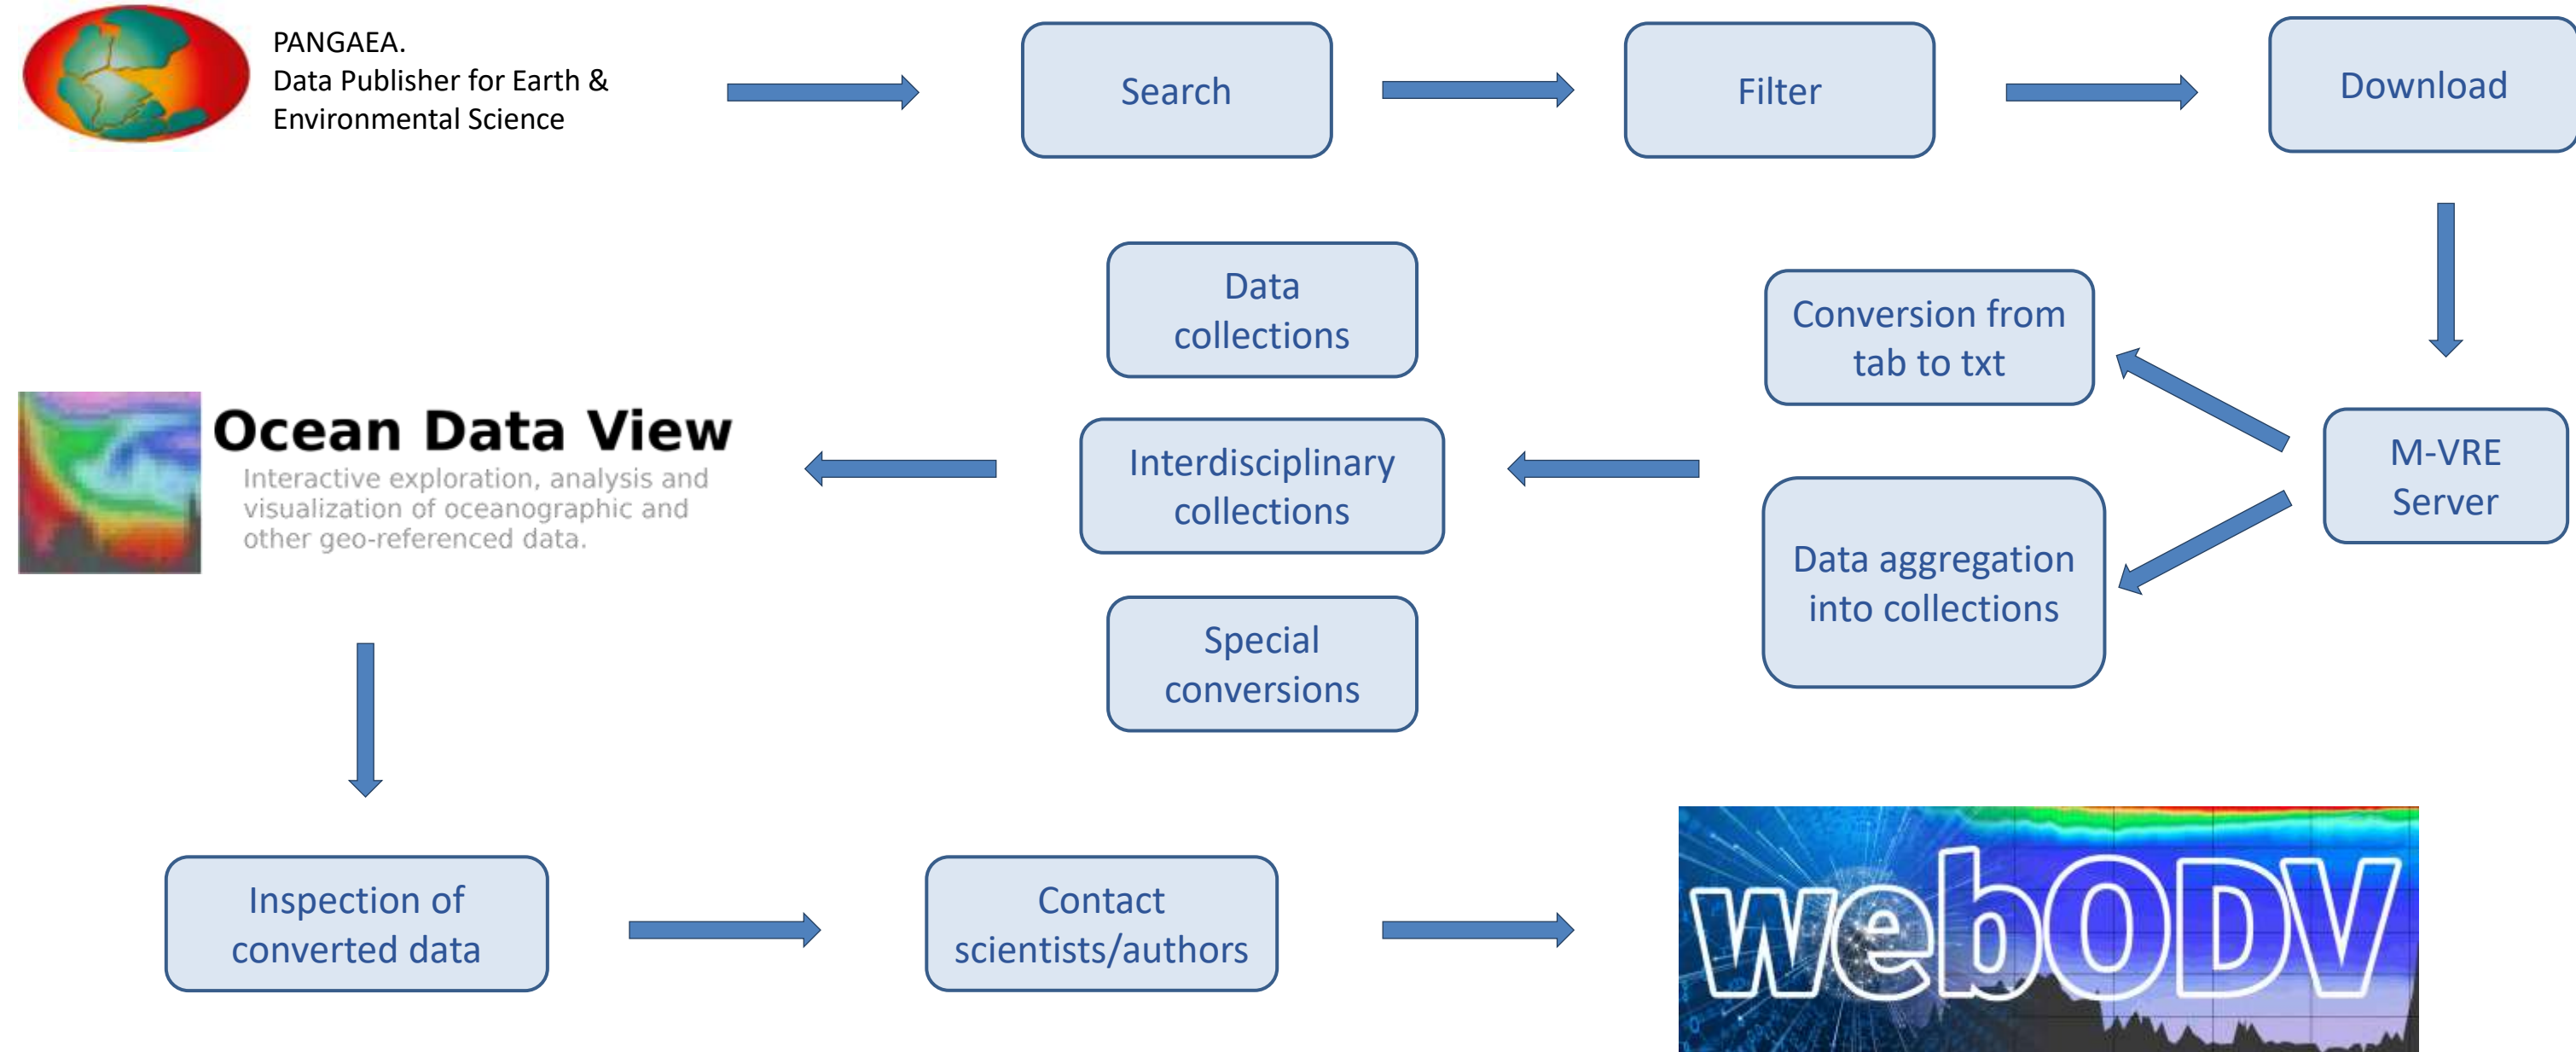 PANGAEA.
Data Publisher for Earth &
Environmental Science
Search
Filter
Download
Data
collections
Conversion from
tab to txt
Ocean Data View
Interactive exploration, analysis and
visualization of oceanographic and
other geo-referenced data.
Interdisciplinary
collections
M-VRE
Server
Data aggregation
into collections
Special
conversions
Inspection of
converted data
Contact
scientists/authors
webODV